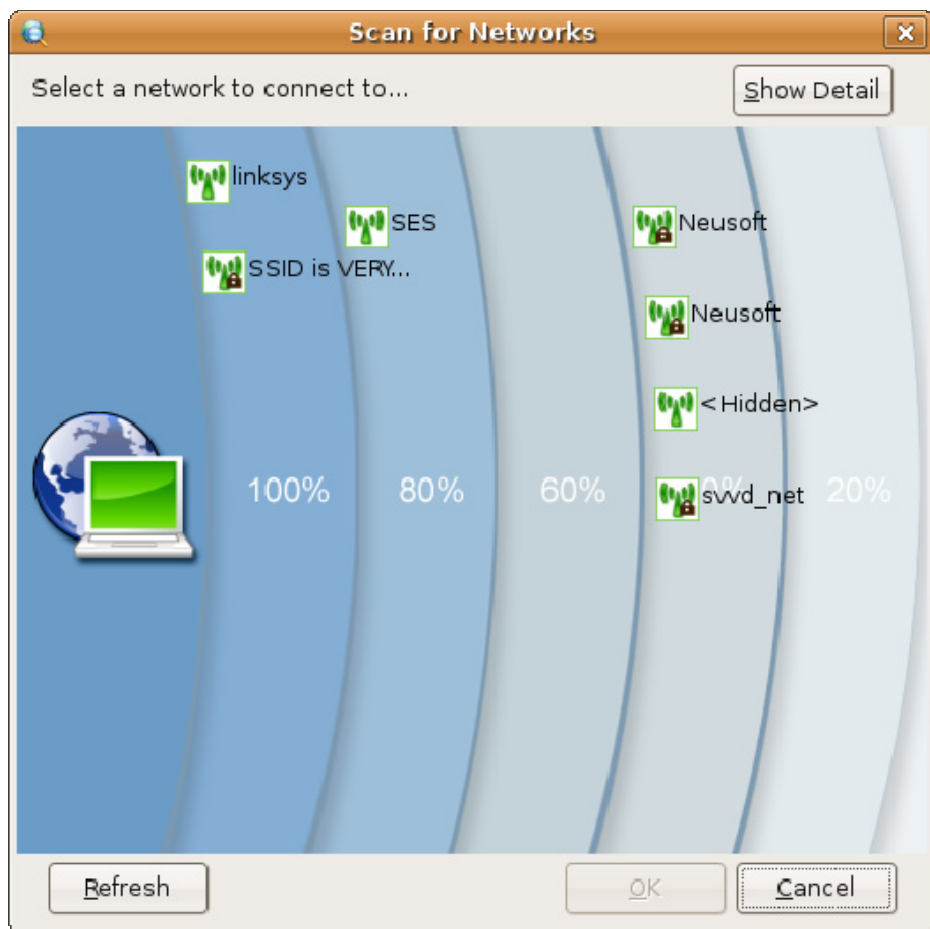 Scan for Networks
Select a network to connect to...
Show Detail
linksys
SES
Neusoft
SSID is VERY...
Neusoft
<Hidden>
100%
80%
60%
svvd_net
20%
Refresh
OK
Cancel